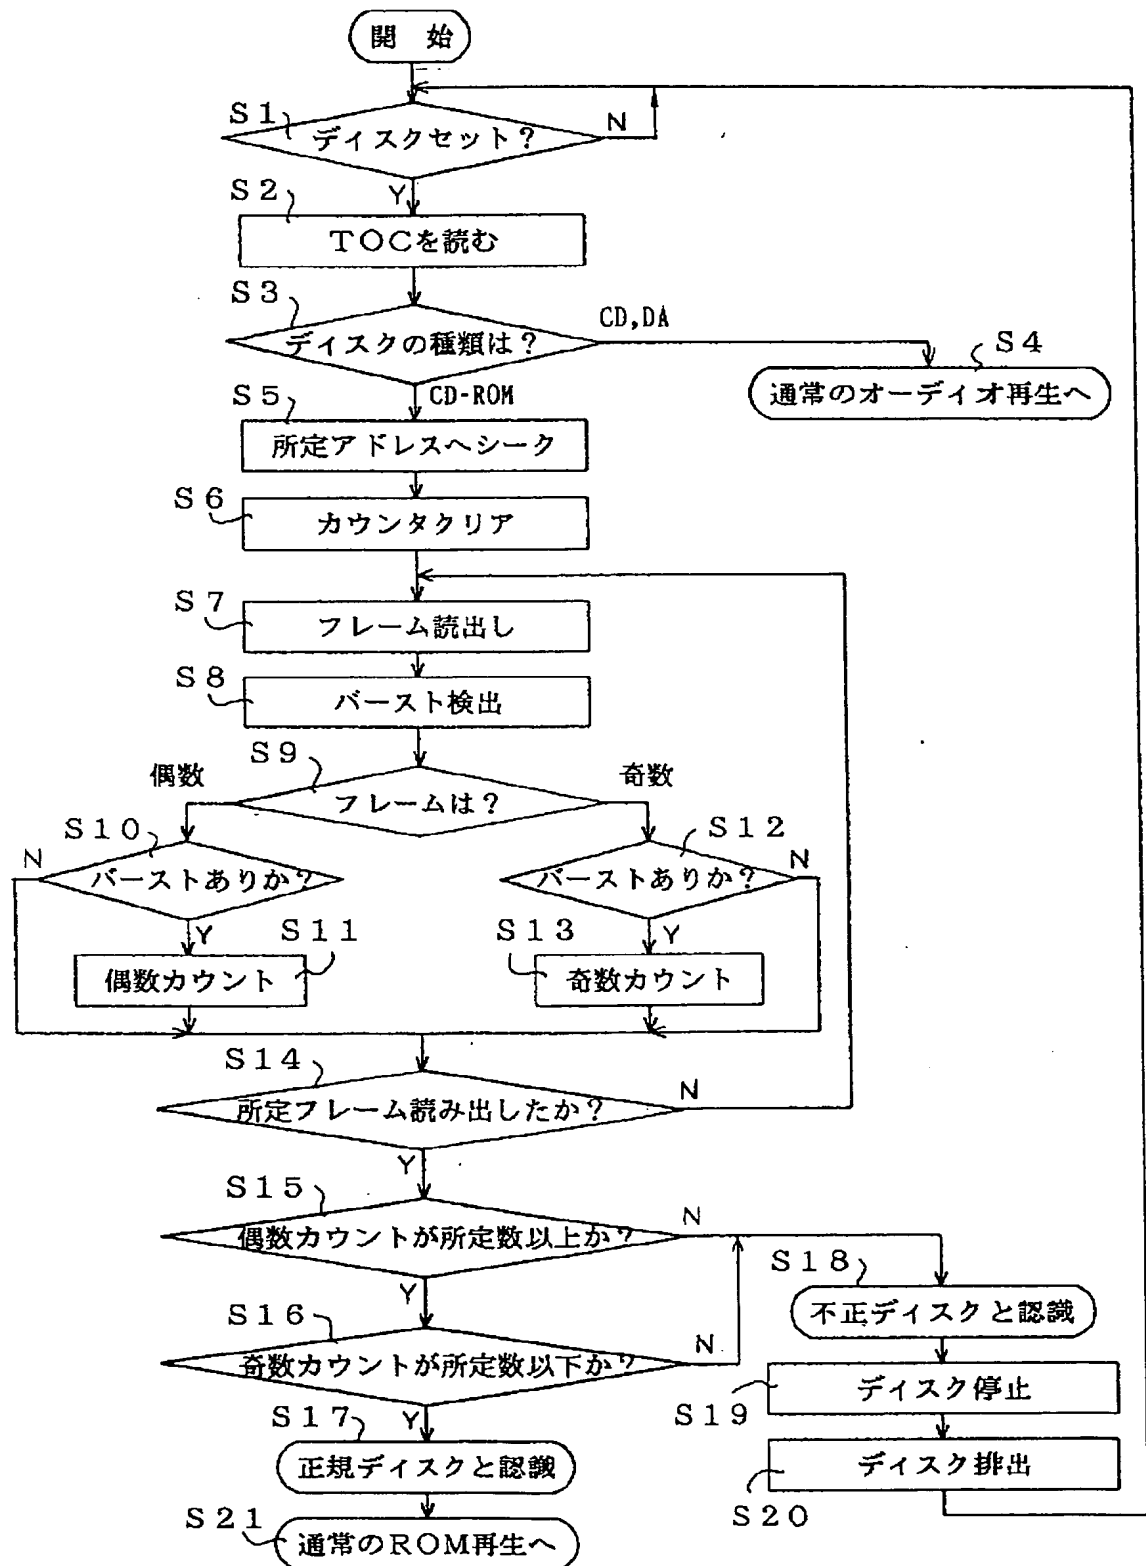 開 始
S1
ディスクセット?
N
Y
S2
TOCを読む
S3
ディスクの種類は?
CD,DA
S4
通常のオーディオ再生へ
CD-ROM
S5
所定アドレスへシーク
S6
カウンタクリア
S7
フレーム読出し
S8
バースト検出
S9
偶数
フレームは?
奇数
S10
N
バーストありか?
S12
バーストありか?
N
Y
S11
偶数カウント
Y
S13
奇数カウント
S14
所定フレーム読み出したか?
N
Y
S15
偶数カウントが所定数以上か?
N
Y
S16
奇数カウントが所定数以下か?
N
Y
S17
正規ディスクと認識
S21
通常のROM再生へ
S18
不正ディスクと認識
S19
ディスク停止
S20
ディスク排出